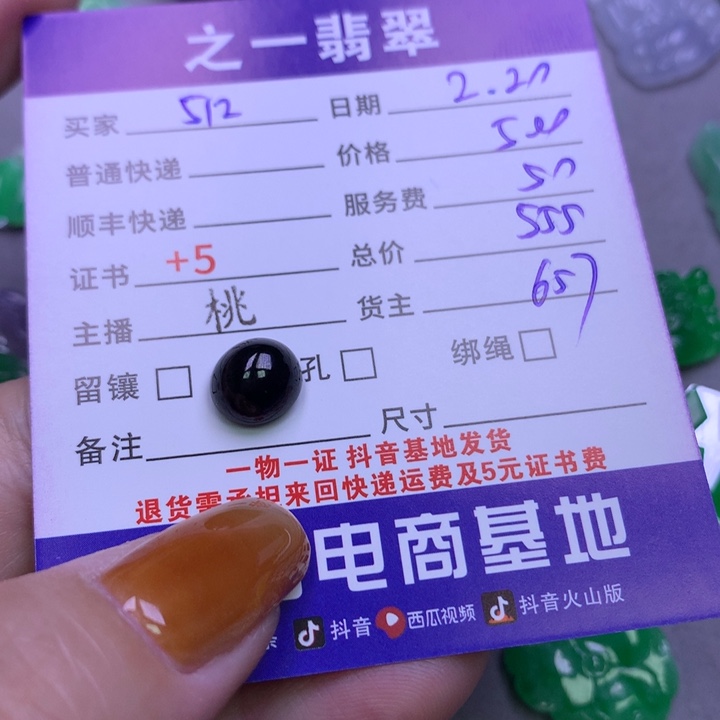 之一翡翠
买家 512 日期 2.20
普通快递 价格 500
顺丰快递 服务费 50
证书 +5 总价 555
主播 桃 货主 657
留镶 孔 绑绳
备注 尺寸
一物一证 抖音基地发货
退货需承担来回快递运费及5元证书费
电商基地
抖音 西瓜视频 抖音火山版